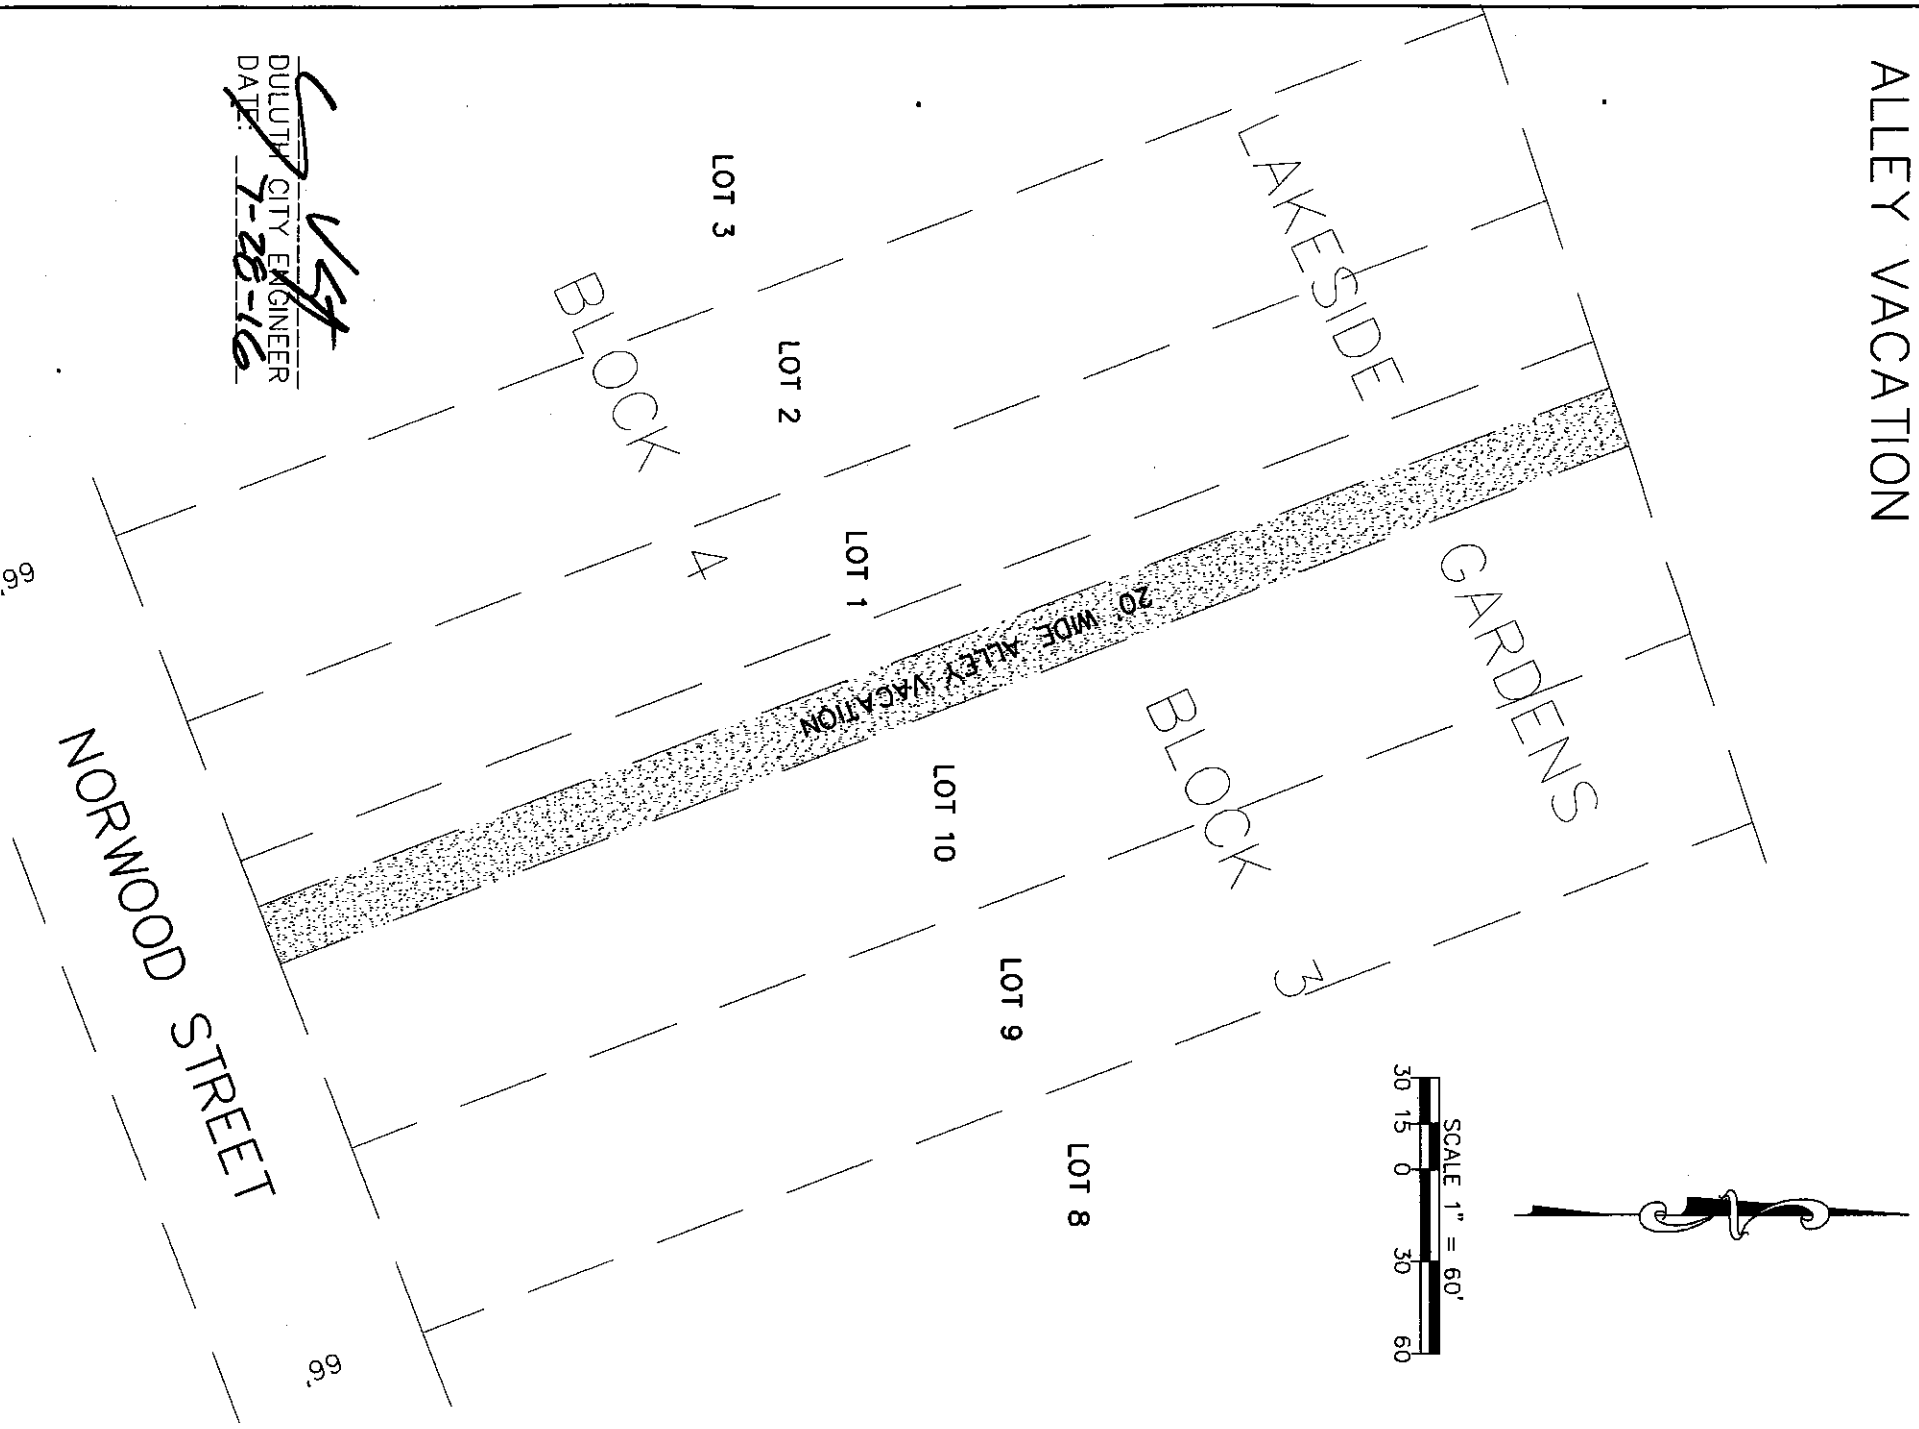 ALLEY VACATION
LAKESIDE
GARDENS
LOT 3
LOT 2
LOT 1
BLOCK
4
20' WIDE ALLEY VACATION
BLOCK
3
LOT 10
LOT 9
LOT 8
SCALE 1" = 60'
30 15 0 30 60
NORWOOD STREET
66'
66'
DULUTH CITY ENGINEER
DATE: 7-28-16